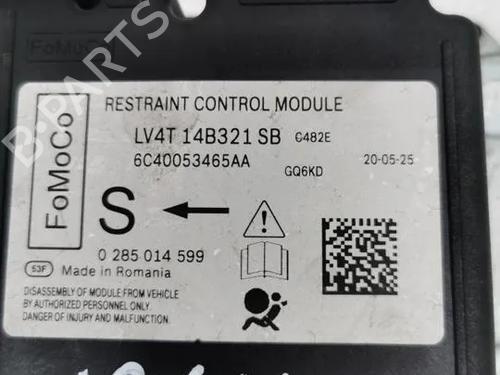 FoMoCo
B-PARTS
RESTRAINT CONTROL MODULE
LV4T 14B321 SB C482E
6C40053465AA
GQ6KD
20-05-25
FoMoCo
S
0 285 014 599
53F Made in Romania
DISASSEMBLY OF MODULE FROM VEHICLE
BY AUTHORIZED PERSONNEL ONLY.
DANGER OF INJURY AND MALFUNCTION.